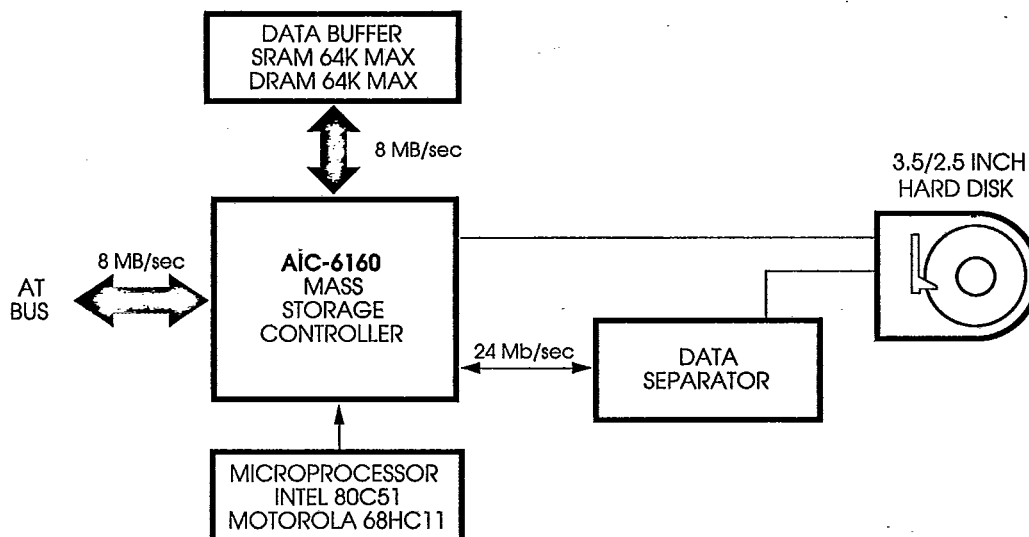 DATA BUFFER
SRAM 64K MAX
DRAM 64K MAX
8 MB/sec
3.5/2.5 INCH
HARD DISK
8 MB/sec
AT
BUS
AIC-6160
MASS
STORAGE
CONTROLLER
24 Mb/sec
DATA
SEPARATOR
MICROPROCESSOR
INTEL 80C51
MOTOROLA 68HC11